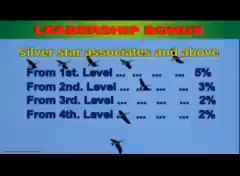 LEADERSHIP BONUS
silver star associates and above
From 1st. Level ... ... ... ... 5%
From 2nd. Level ... ... ... 3%
From 3rd. Level ... ... ... 2%
From 4th. Level ... ... ... 2%